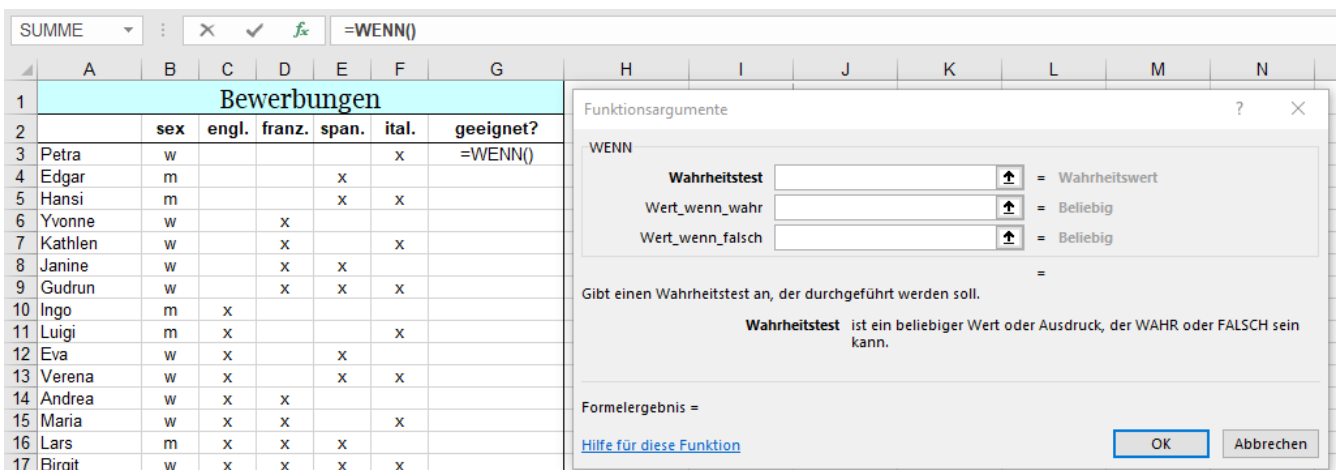 SUMME fx =WENN()
A B C D E F G H I J K L M N
1 Bewerbungen
2 sex engl. franz. span. ital. geeignet?
3 Petra w x =WENN()
4 Edgar m x
5 Hansi m x x
6 Yvonne w x
7 Kathlen w x x
8 Janine w x x
9 Gudrun w x x x
10 Ingo m x
11 Luigi m x x
12 Eva w x x
13 Verena w x x x
14 Andrea w x x
15 Maria w x x x
16 Lars m x x x
17 Birgit w x x x x
Funktionsargumente ?
WENN
Wahrheitstest = Wahrheitswert
Wert_wenn_wahr = Beliebig
Wert_wenn_falsch = Beliebig
=
Gibt einen Wahrheitstest an, der durchgeführt werden soll.
Wahrheitstest ist ein beliebiger Wert oder Ausdruck, der WAHR oder FALSCH sein
kann.
Formelergebnis =
Hilfe für diese Funktion OK Abbrechen